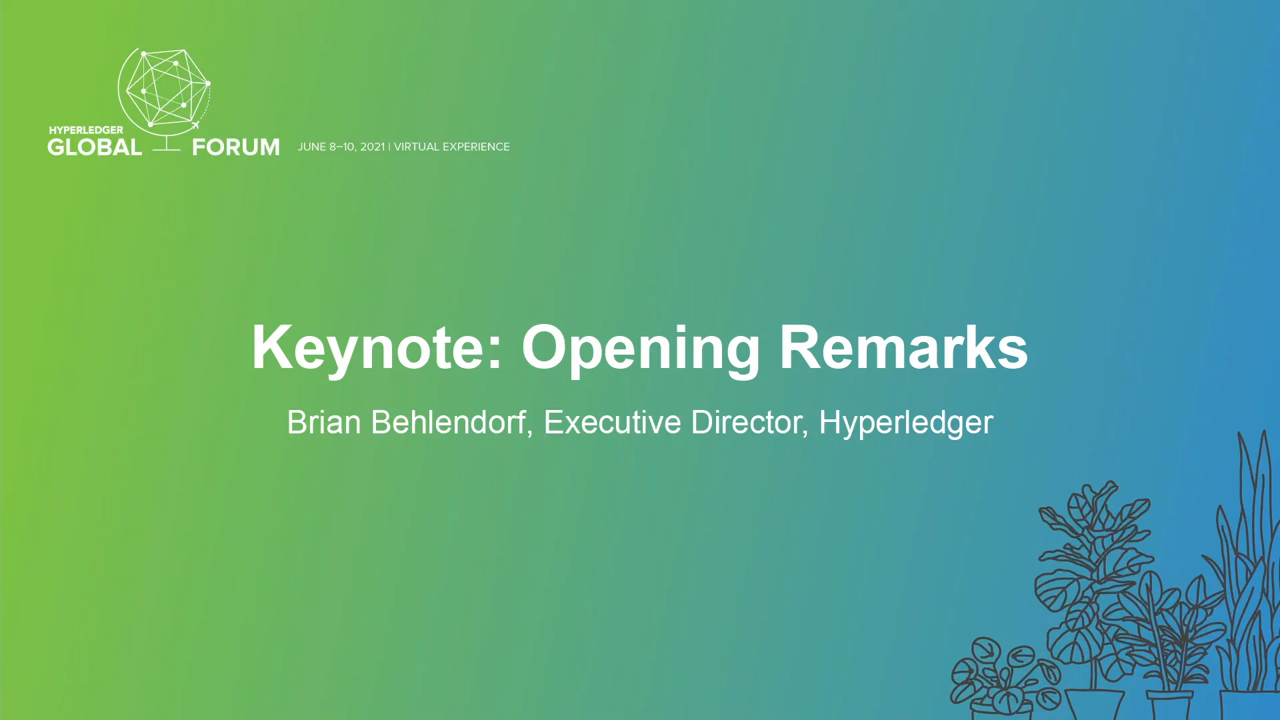 HYPERLEDGER
GLOBAL FORUM JUNE 8–10, 2021 | VIRTUAL EXPERIENCE
Keynote: Opening Remarks
Brian Behlendorf, Executive Director, Hyperledger